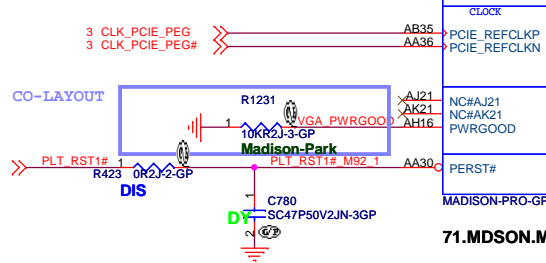 CLOCK
3 CLK_PCIE_PEG AB35 PCIE_REFCLKP
3 CLK_PCIE_PEG# AA36 PCIE_REFCLKN
CO-LAYOUT
R1231
AJ21 NC#AJ21
AK21 NC#AK21
1 VGA_PWRGOOD AH16 PWRGOOD
10KR2J-3-GP
Madison-Park
PLT_RST1# 1 PLT_RST1#_M92_1 AA30 PERST#
R423 0R2J-2-GP
DIS
1
C780
DY SC47P50V2JN-3GP
2
MADISON-PRO-GP
71.MDSON.M